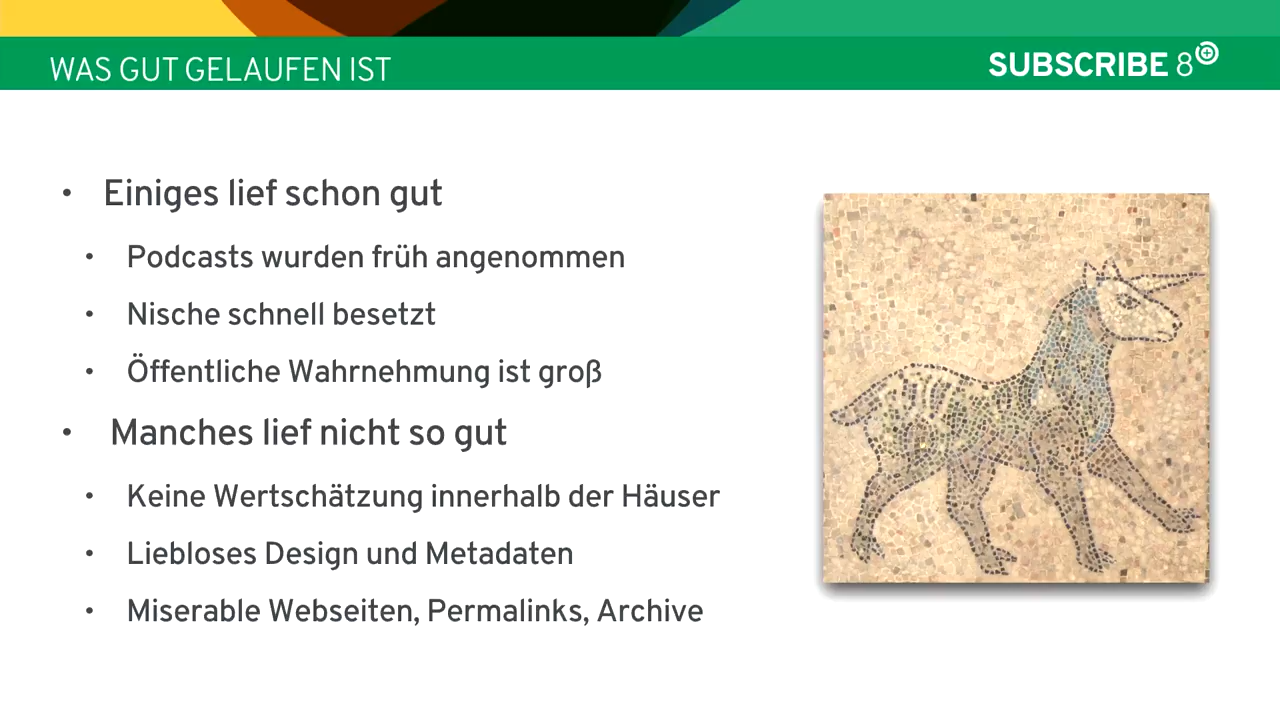 WAS GUT GELAUFEN IST
SUBSCRIBE 8
• Einiges lief schon gut
• Podcasts wurden früh angenommen
• Nische schnell besetzt
• Öffentliche Wahrnehmung ist groß
• Manches lief nicht so gut
• Keine Wertschätzung innerhalb der Häuser
• Liebloses Design und Metadaten
• Miserable Webseiten, Permalinks, Archive